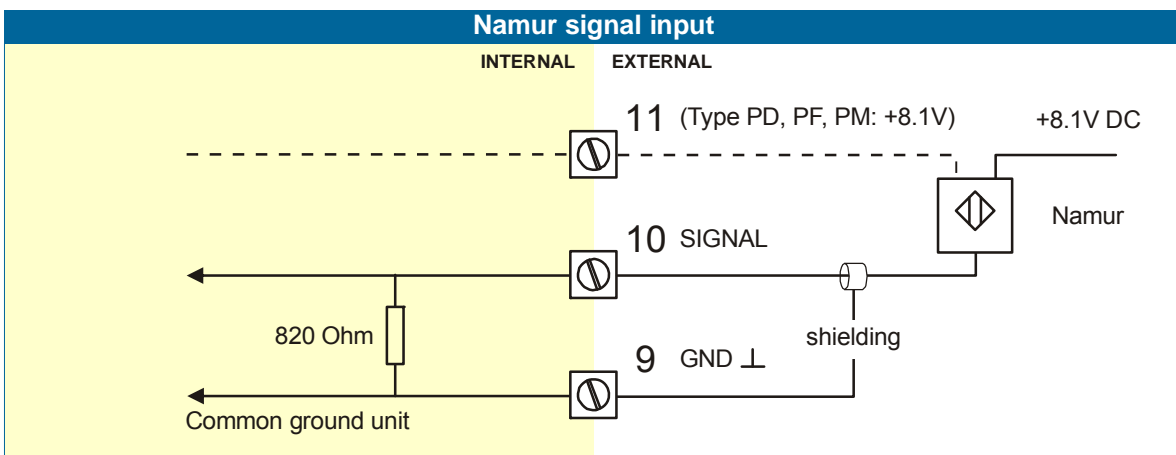 Namur signal input
INTERNAL EXTERNAL
11 (Type PD, PF, PM: +8.1V) +8.1V DC
Namur
10 SIGNAL
820 Ohm
shielding
9 GND ⊥
Common ground unit